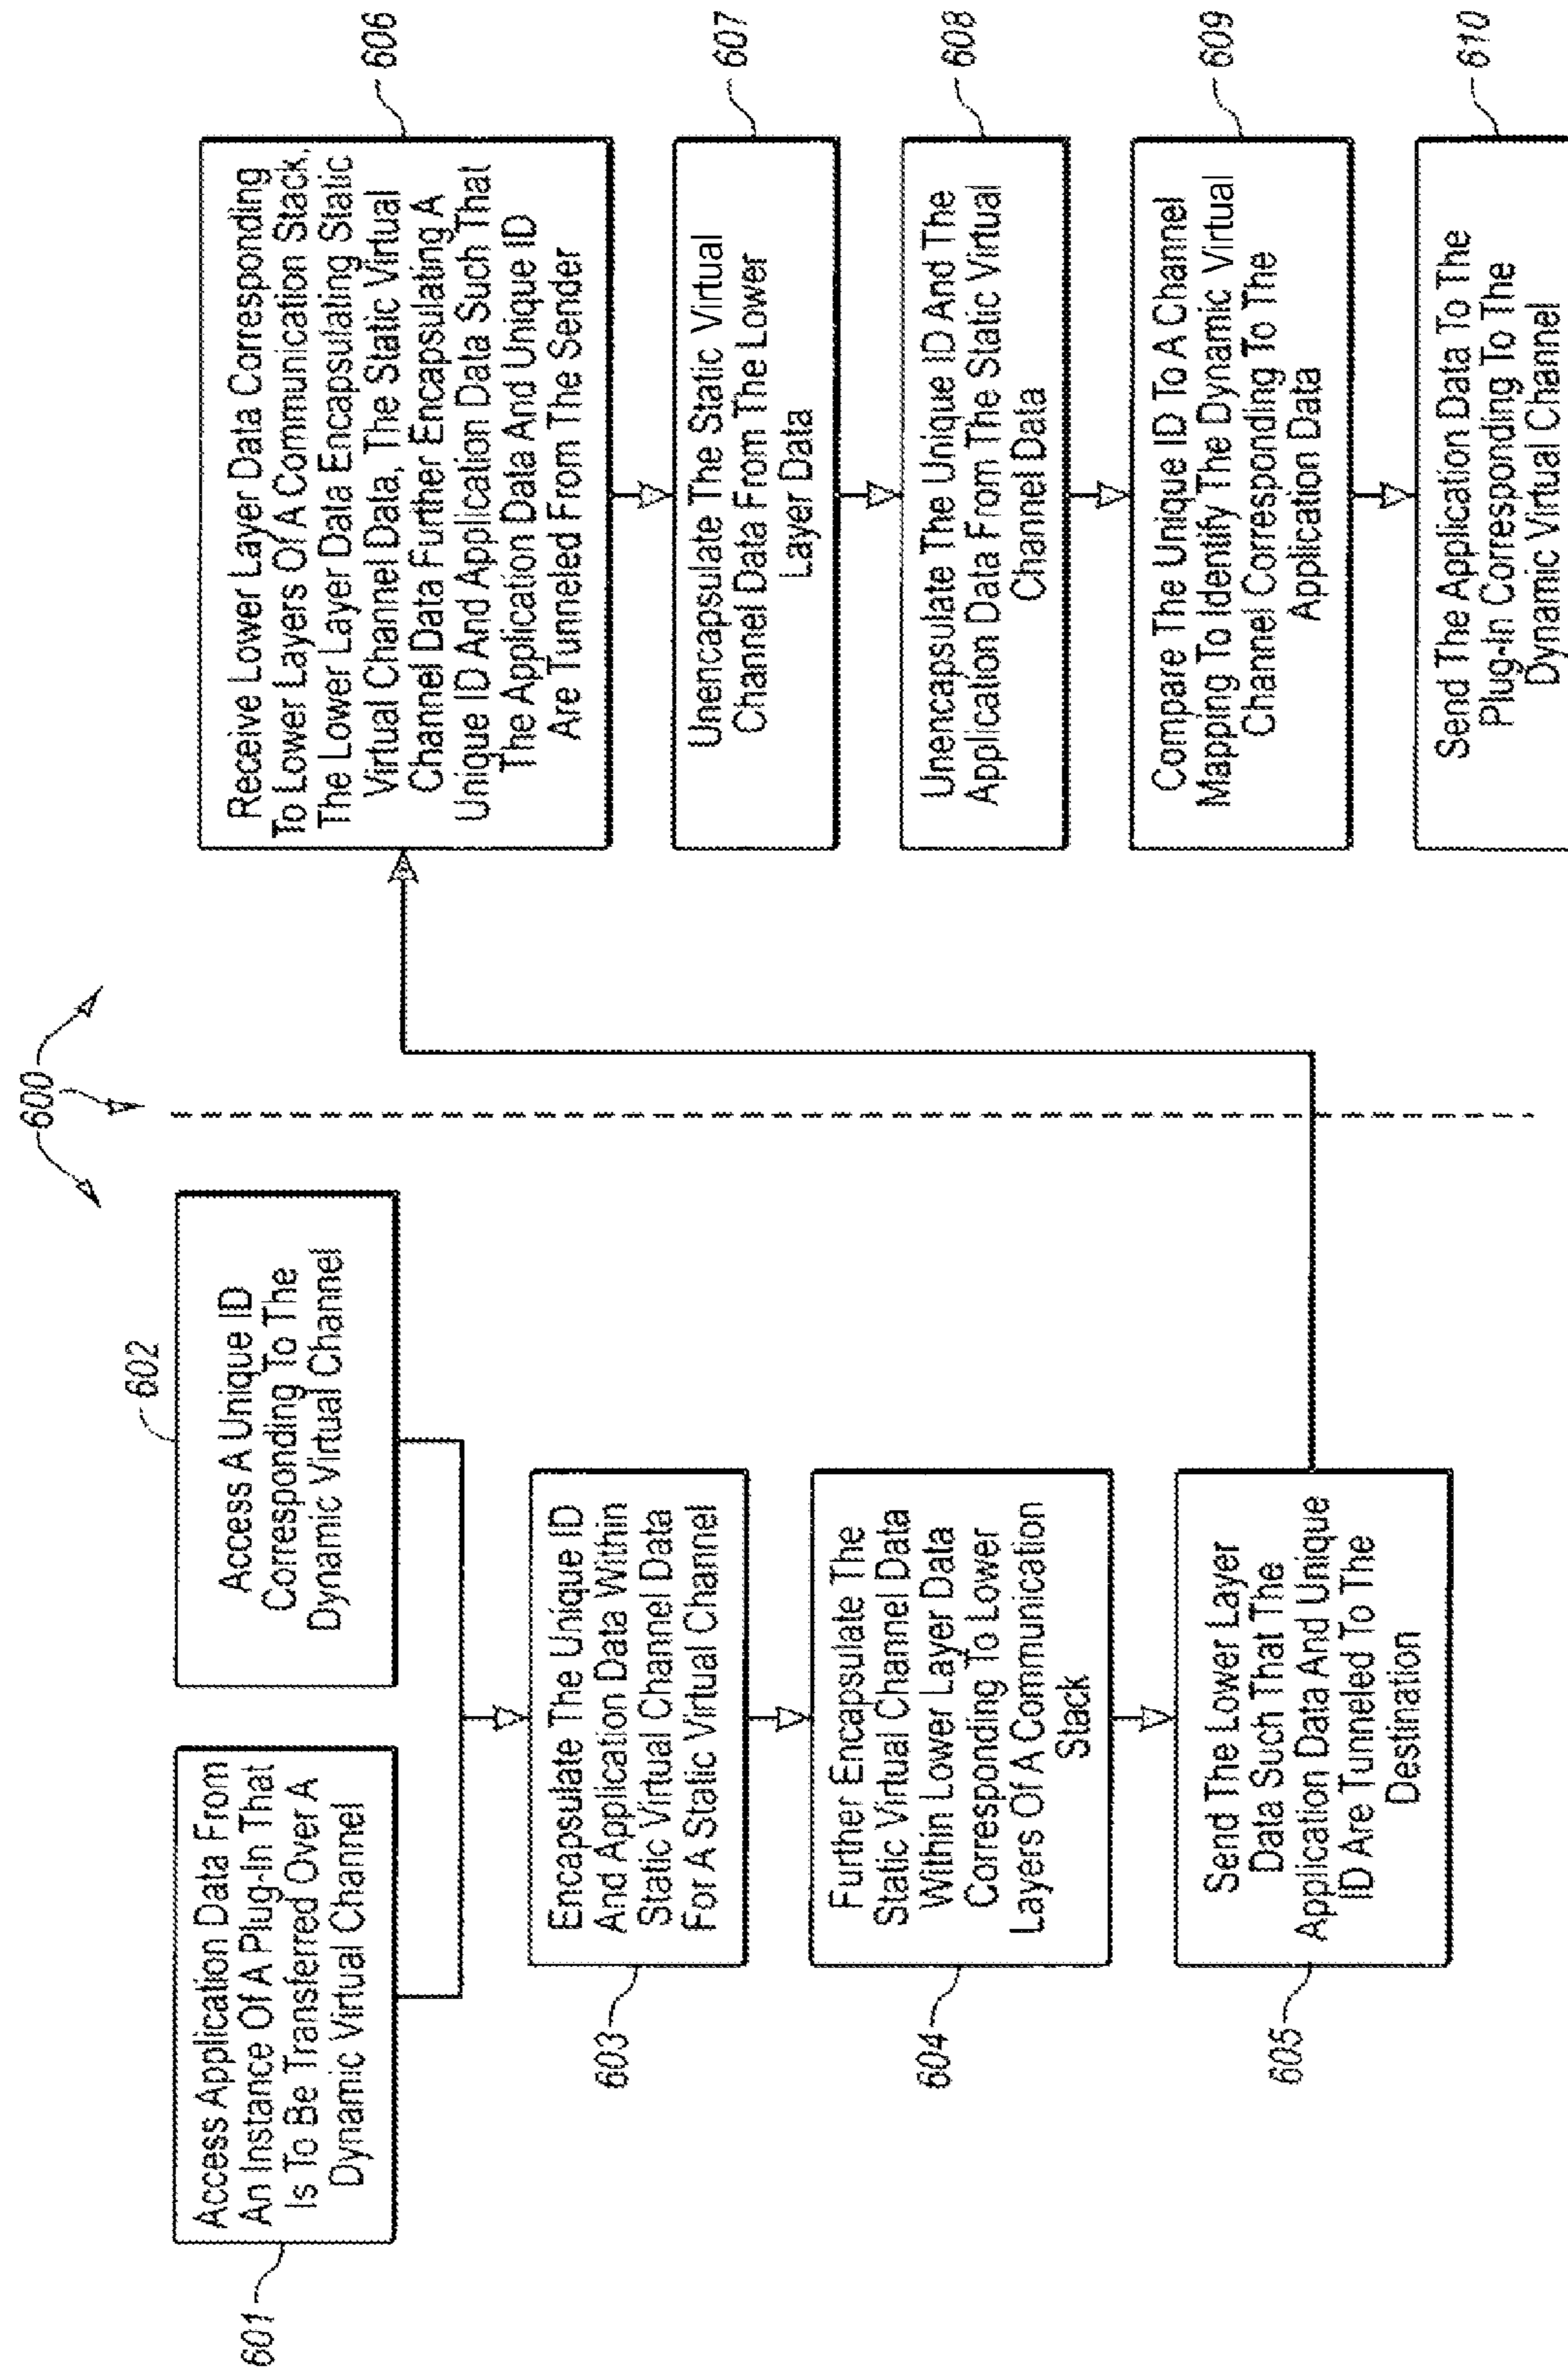 600
601
Access Application Data From
An Instance Of A Plug-In That
Is To Be Transferred Over A
Dynamic Virtual Channel
602
Access A Unique ID
Corresponding To The
Dynamic Virtual Channel
603
Encapsulate The Unique ID
And Application Data Within
Static Virtual Channel Data
For A Static Virtual Channel
604
Further Encapsulate The
Static Virtual Channel Data
Within Lower Layer Data
Corresponding To Lower
Layers Of A Communication
Stack
605
Send The Lower Layer
Data Such That The
Application Data And Unique
ID Are Tunneled To The
Destination
606
Receive Lower Layer Data Corresponding
To Lower Layers Of A Communication Stack,
The Lower Layer Data Encapsulating Static
Virtual Channel Data, The Static Virtual
Channel Data Further Encapsulating A
Unique ID And Application Data Such That
The Application Data And Unique ID
Are Tunneled From The Sender
607
Unencapsulate The Static Virtual
Channel Data From The Lower
Layer Data
608
Unencapsulate The Unique ID And The
Application Data From The Static Virtual
Channel Data
609
Compare The Unique ID To A Channel
Mapping To Identify The Dynamic Virtual
Channel Corresponding To The
Application Data
610
Send The Application Data To The
Plug-In Corresponding To The
Dynamic Virtual Channel